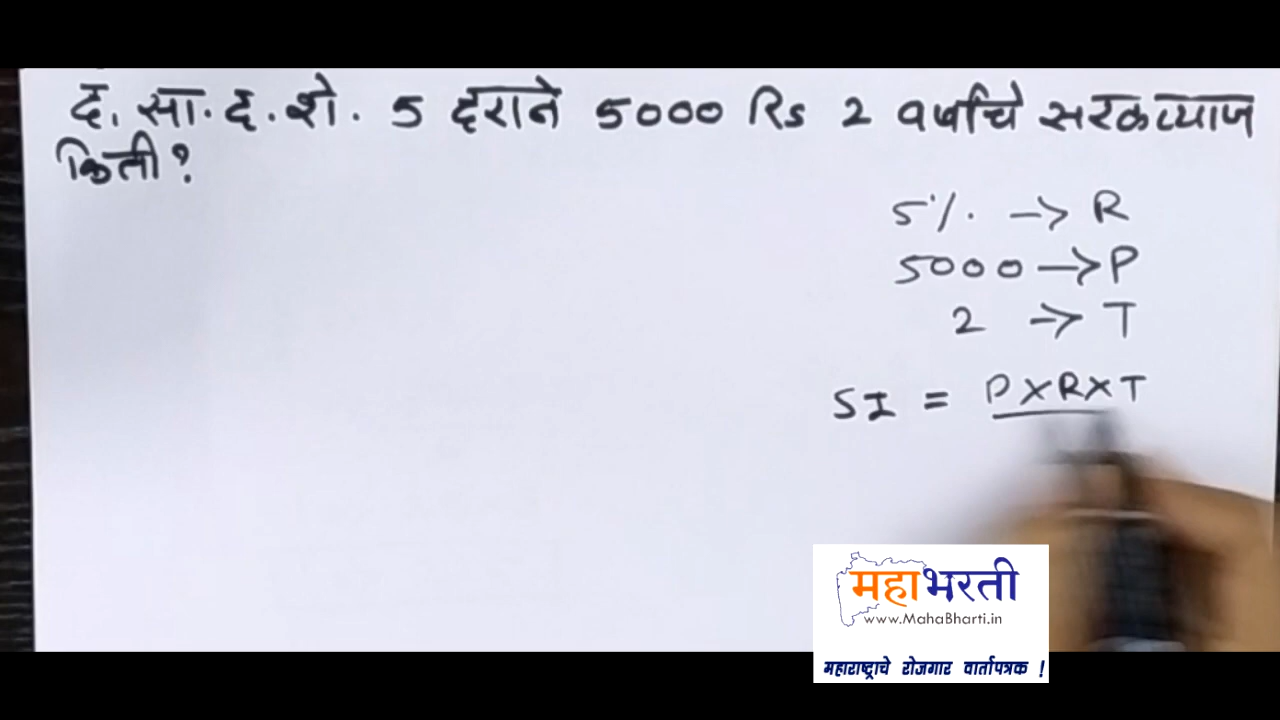 द. सा. द. शे. 5 दराने 5000 Rs 2 वर्षाचे सरळव्याज
किती?
5% -> R
5000 -> P
2 -> T
SI = P X R X T
महाभरती
www.MahaBharti.in
महाराष्ट्राचे रोजगार वार्तापत्रक !